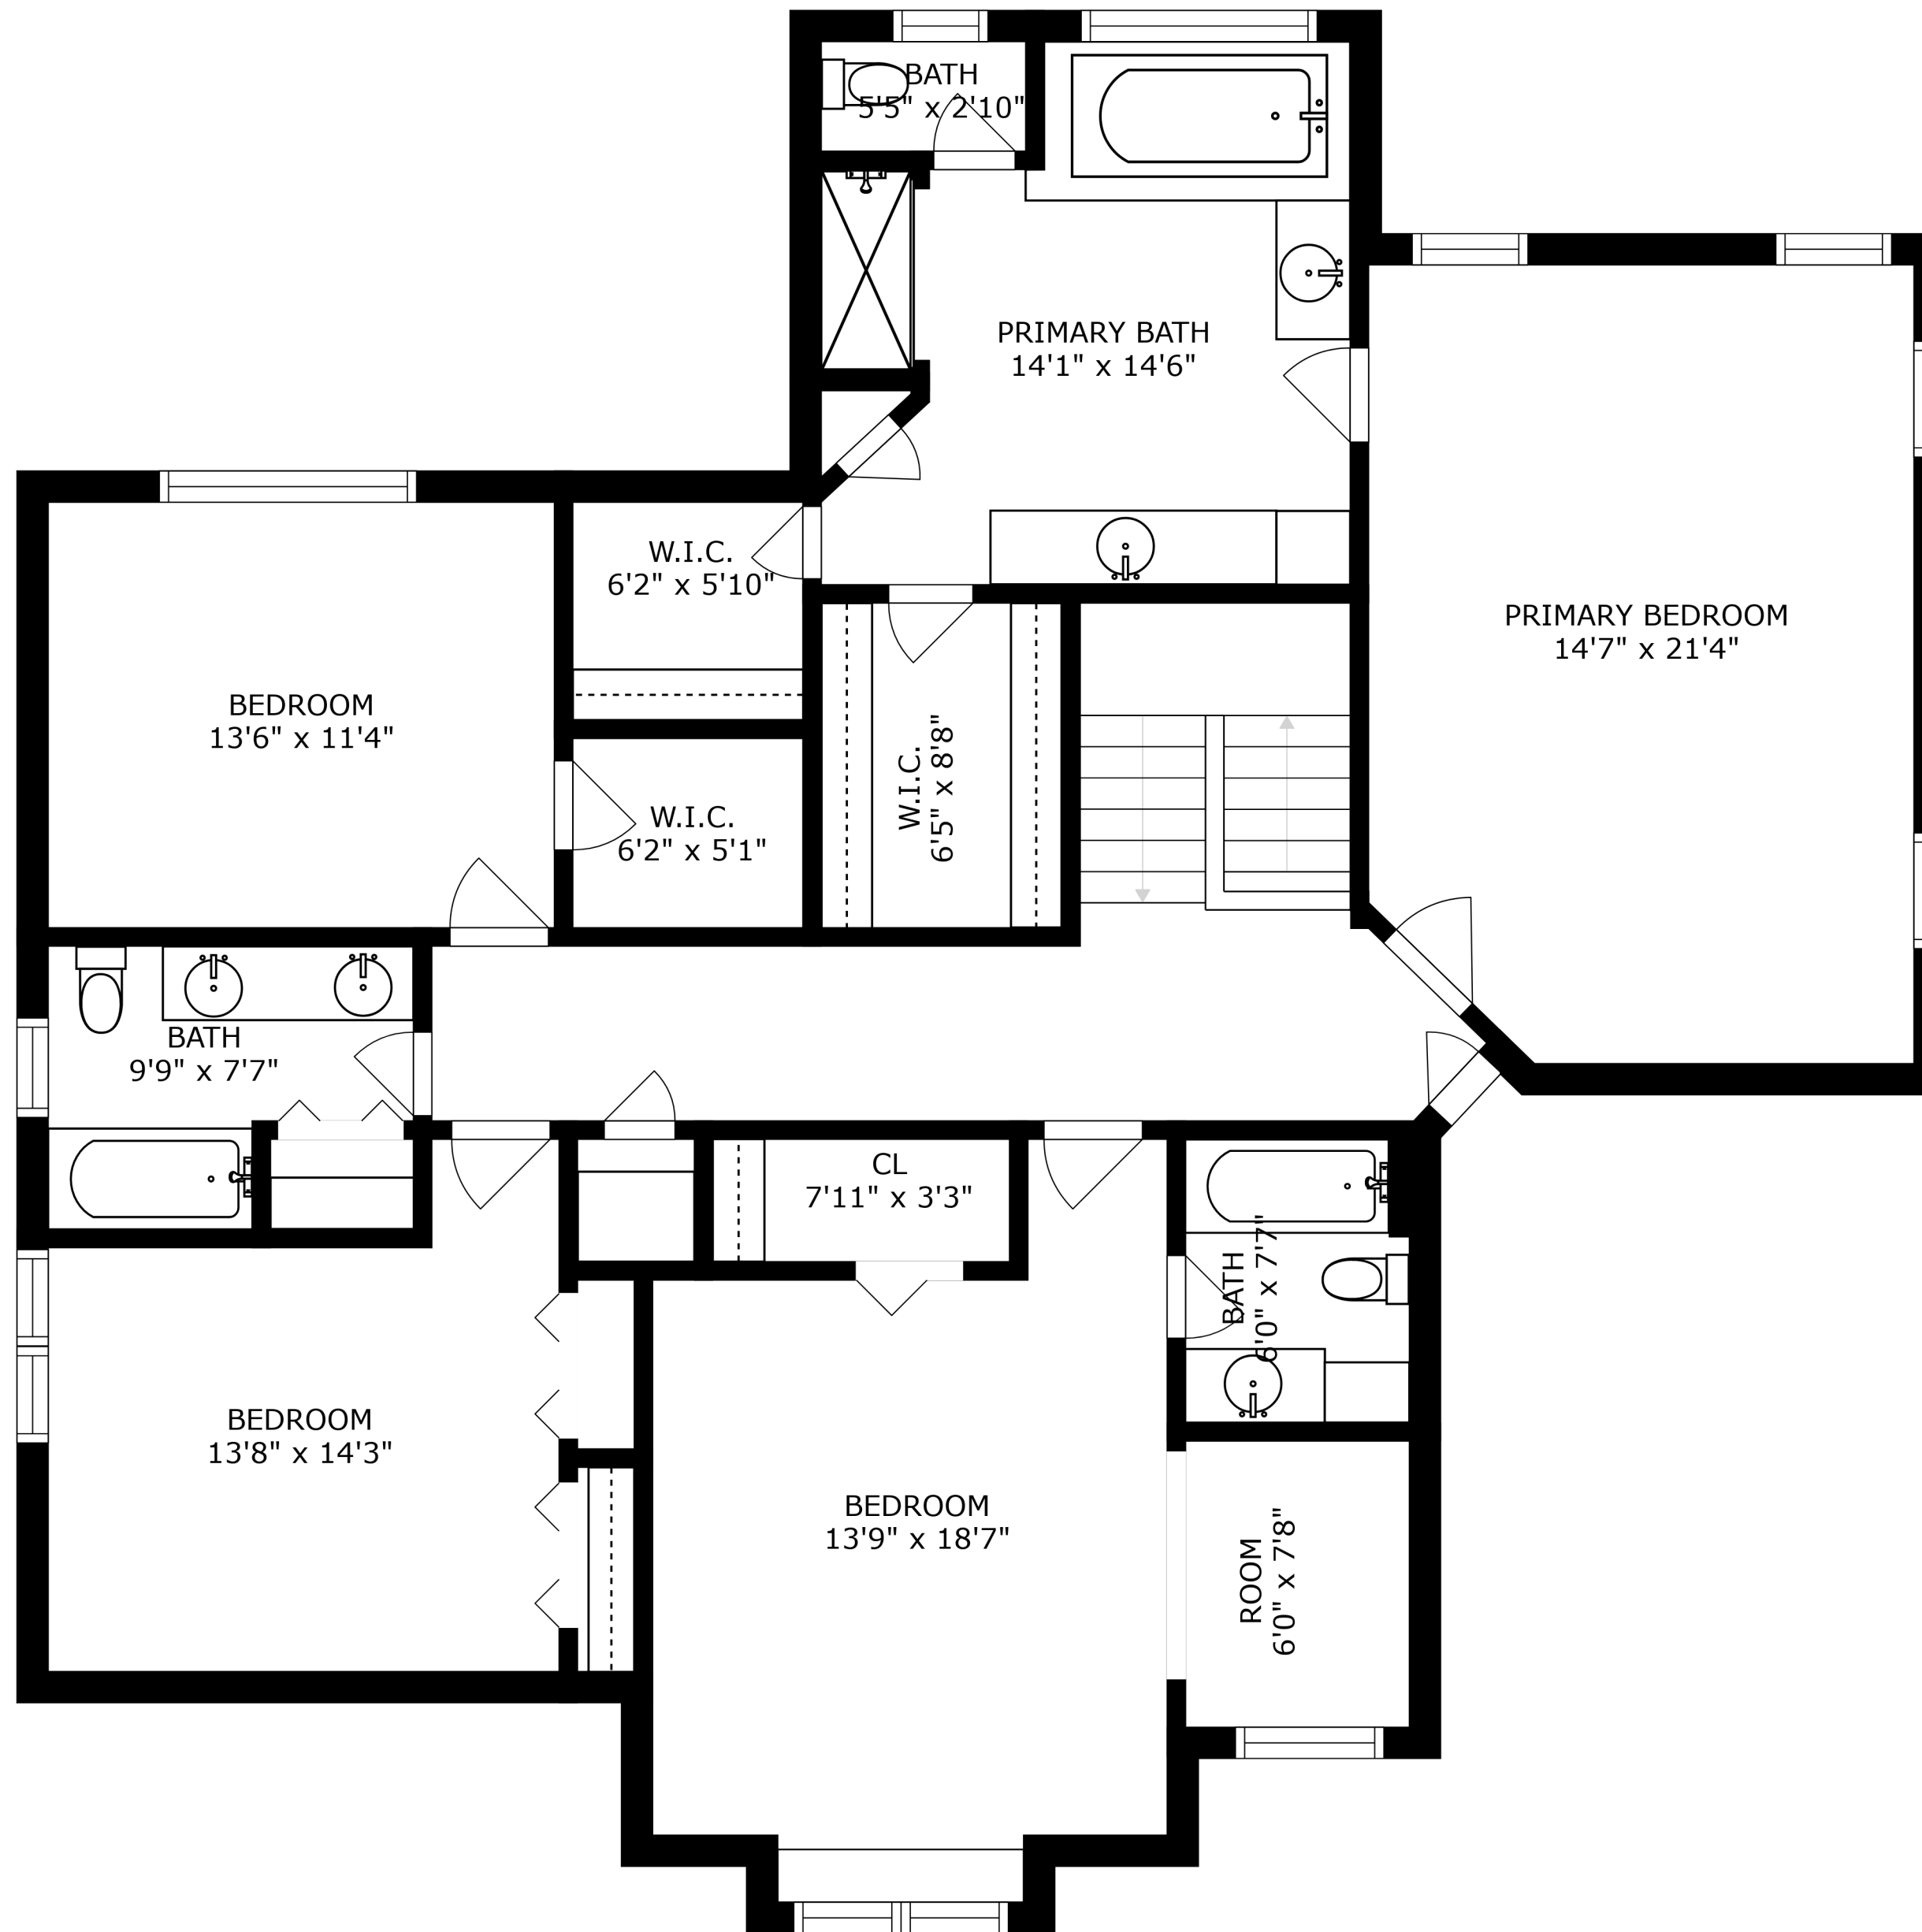 BATH
5'5" x 2'10"
PRIMARY BATH
14'1" x 14'6"
W.I.C.
6'2" x 5'10"
PRIMARY BEDROOM
14'7" x 21'4"
BEDROOM
13'6" x 11'4"
W.I.C.
6'5" x 8'8"
W.I.C.
6'2" x 5'1"
BATH
9'9" x 7'7"
CL
7'11" x 3'3"
BATH
6'0" x 7'7"
BEDROOM
13'8" x 14'3"
BEDROOM
13'9" x 18'7"
ROOM
6'0" x 7'8"